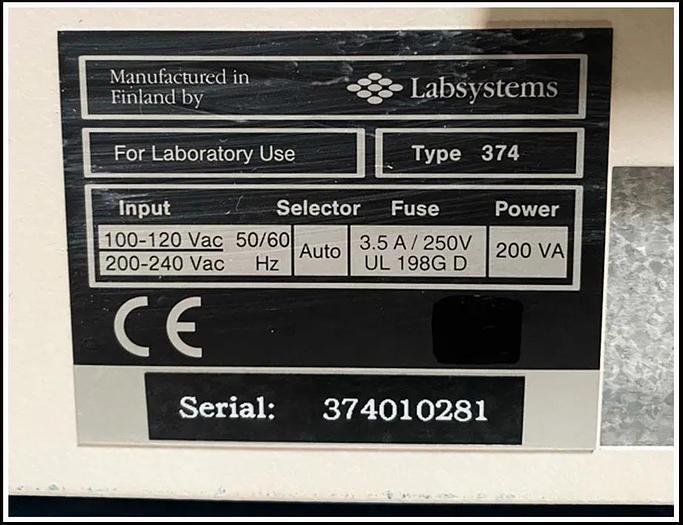 Manufactured in
Finland by
Labsystems
For Laboratory Use
Type 374
Input Selector Fuse Power
100-120 Vac 50/60 Auto 3.5 A / 250V 200 VA
200-240 Vac Hz UL 198G D
CE
Serial: 374010281